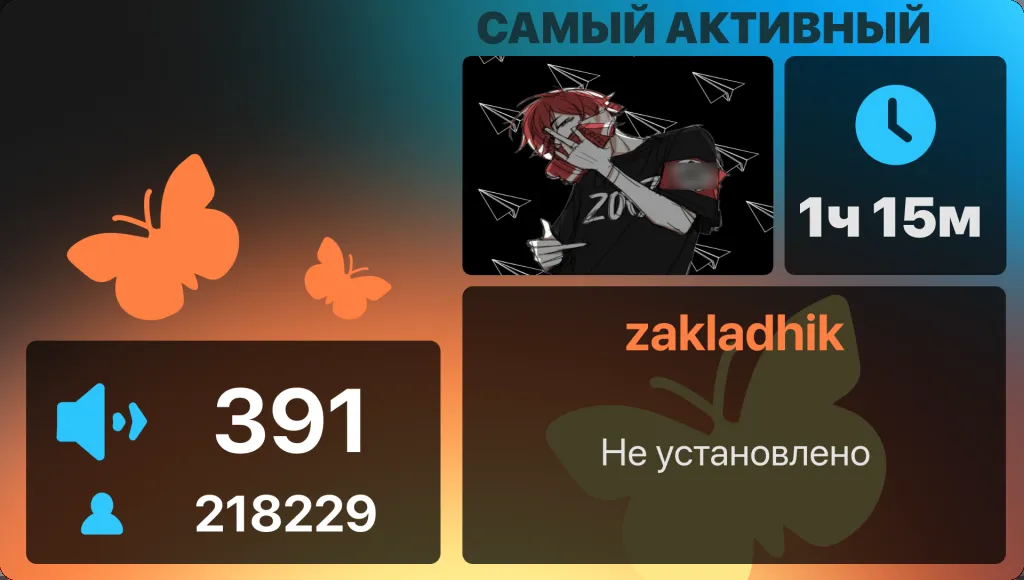 САМЫЙ АКТИВНЫЙ
1ч 15м
zakladhik
Не установлено
391
218229